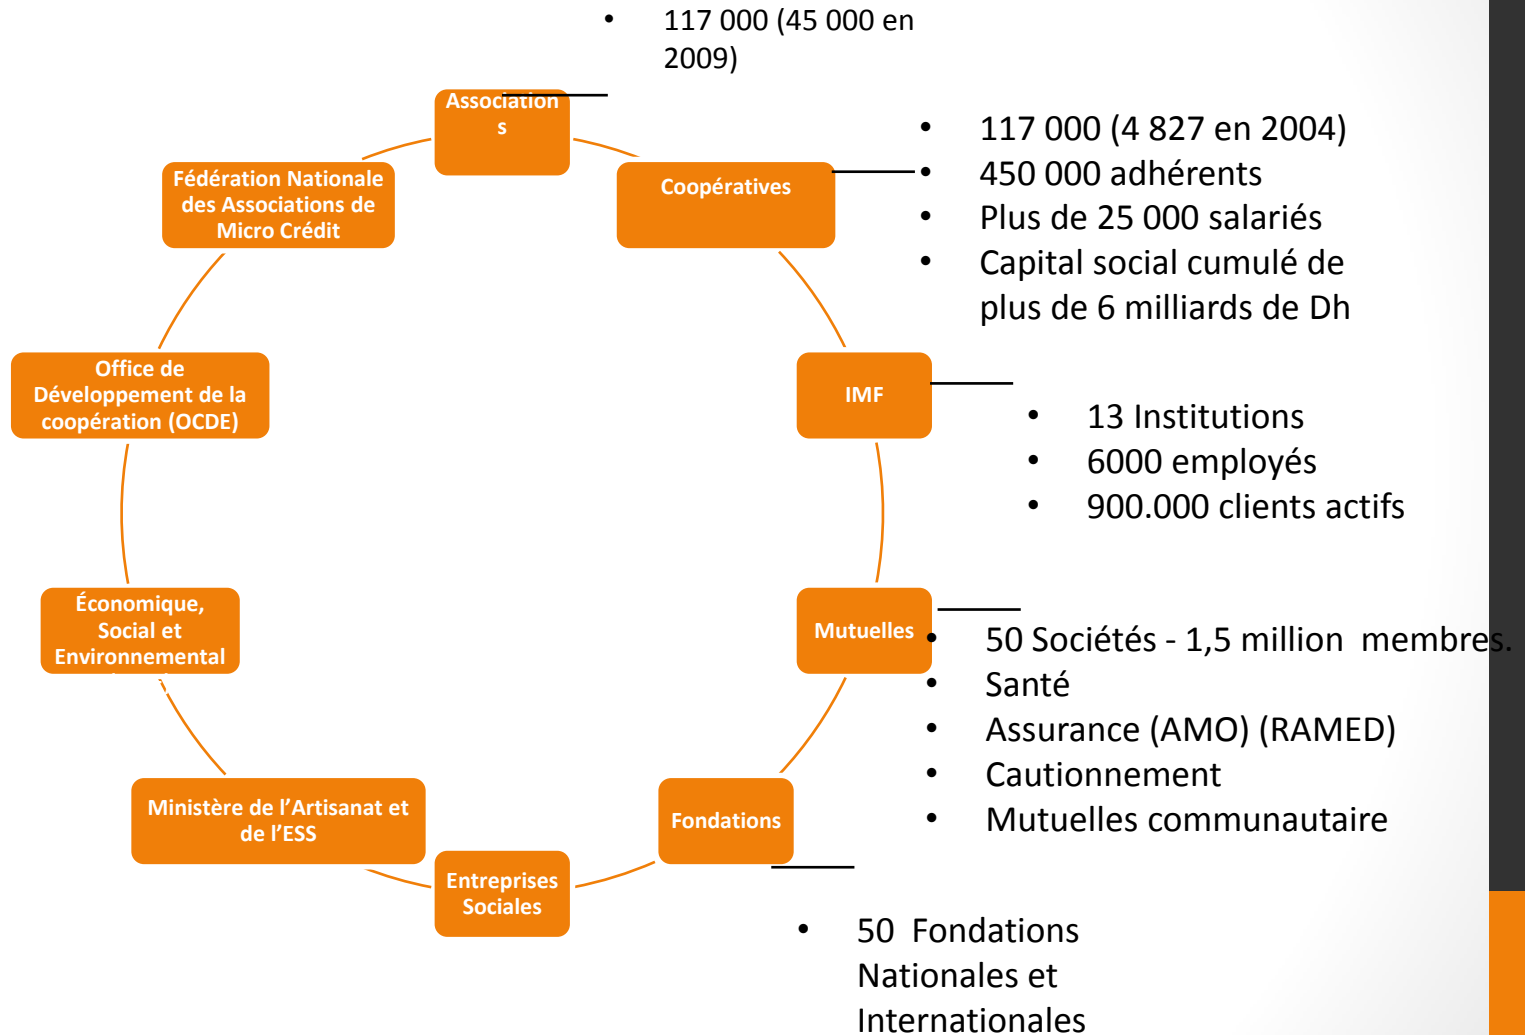 • 117 000 (45 000 en
2009)
Association
s
Coopératives
• 117 000 (4 827 en 2004)
• 450 000 adhérents
• Plus de 25 000 salariés
• Capital social cumulé de
plus de 6 milliards de Dh
IMF
• 13 Institutions
• 6000 employés
• 900.000 clients actifs
Mutuelles
• 50 Sociétés - 1,5 million membres.
• Santé
• Assurance (AMO) (RAMED)
• Cautionnement
• Mutuelles communautaire
Fondations
• 50 Fondations
Nationales et
Internationales
Entreprises
Sociales
Ministère de l’Artisanat et
de l’ESS
Économique,
Social et
Environnemental
Office de
Développement de la
coopération (OCDE)
Fédération Nationale
des Associations de
Micro Crédit